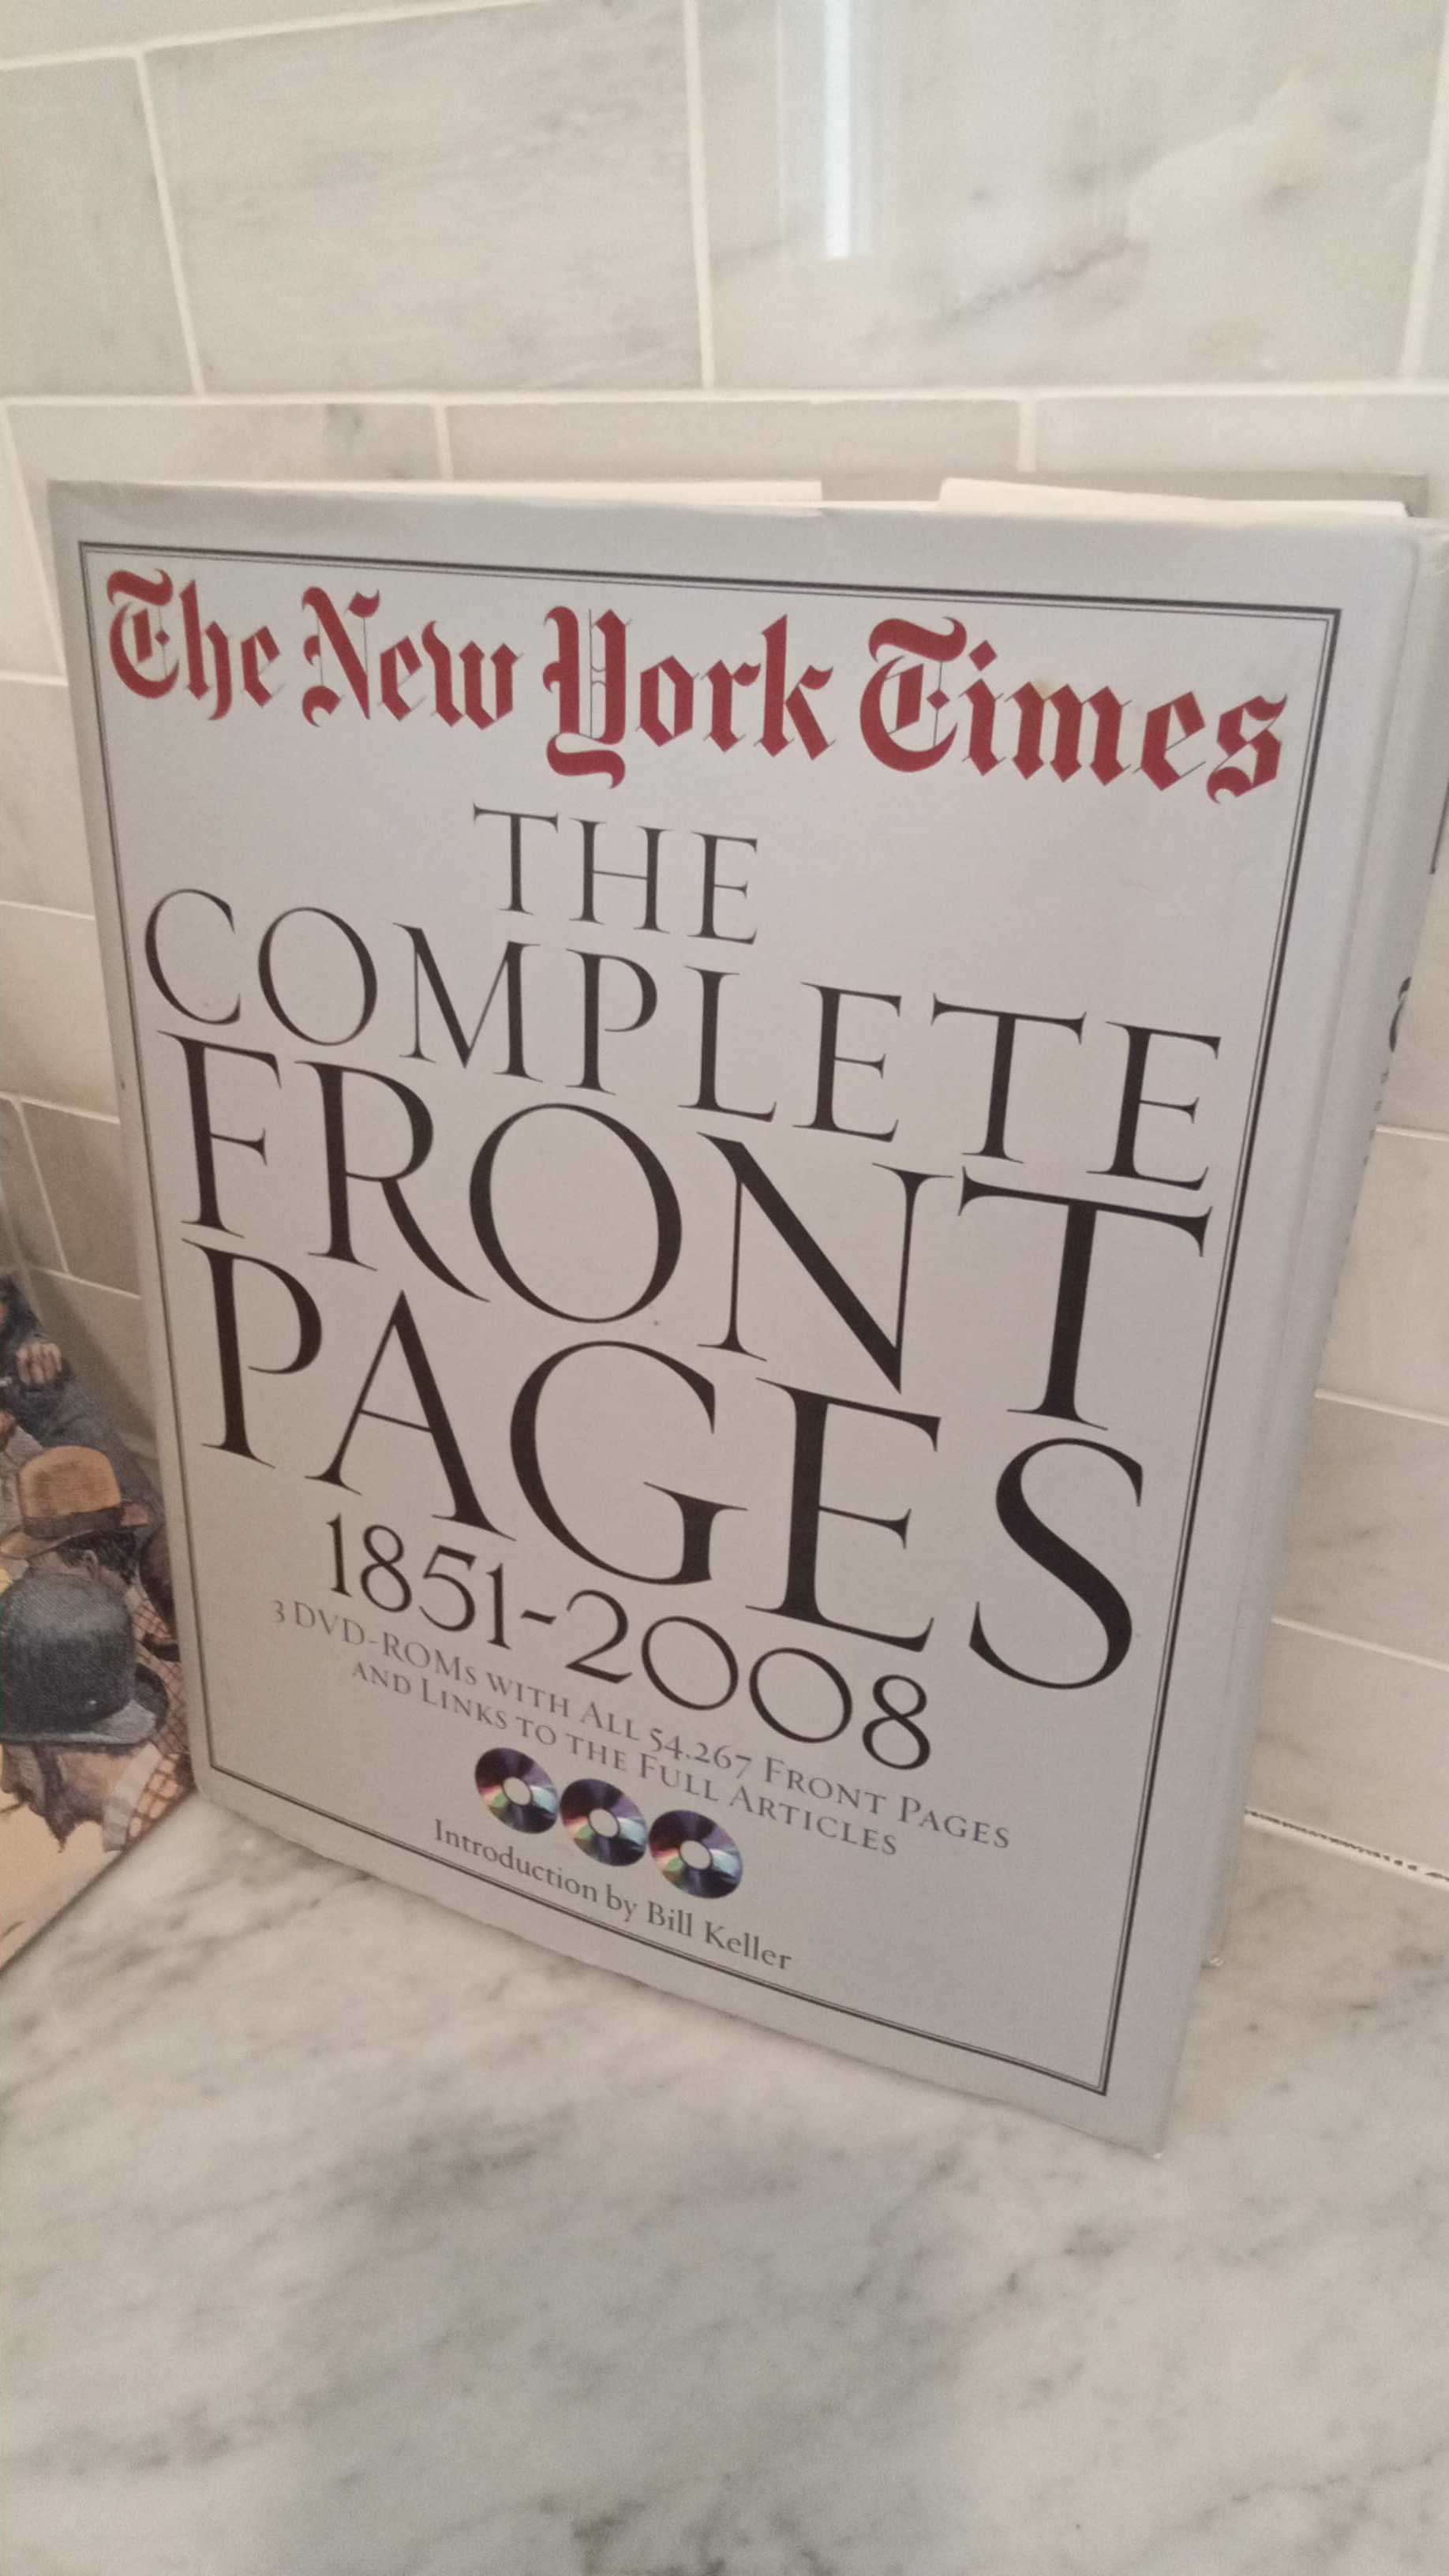 The New York Times
THE
COMPLETE
FRONT
PAGES
1851-2008
3 DVD-ROMS WITH ALL 54,267 FRONT PAGES
AND LINKS TO THE FULL ARTICLES
Introduction by Bill Keller